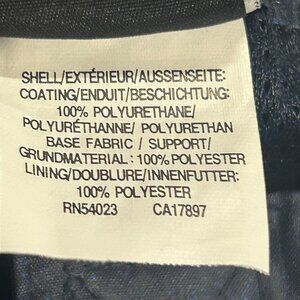 SHELL/EXTÉRIEUR/AUSSENSEITE:
COATING/ENDUIT/BESCHICHTUNG:
100% POLYURETHANE/
POLYURÉTHANNE/ POLYURETHAN
BASE FABRIC / SUPPORT/
GRUNDMATERIAL: 100% POLYESTER
LINING/DOUBLURE/INNENFUTTER:
100% POLYESTER
RN54023 CA17897